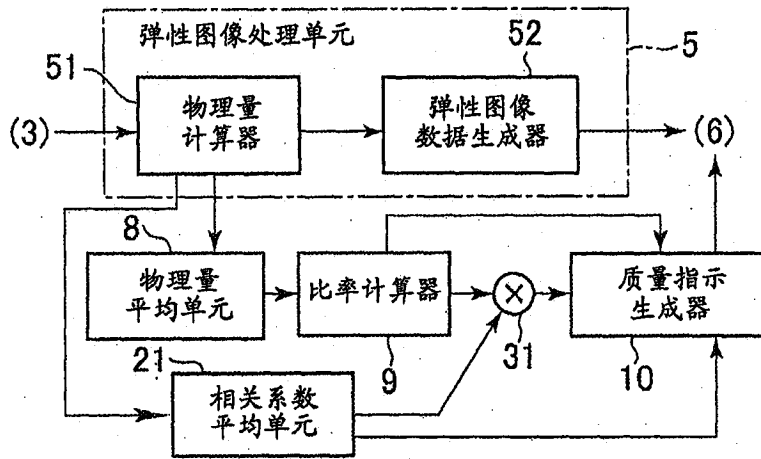 弹性图像处理单元
5
51
52
(3)
物理量
计算器
弹性图像
数据生成器
(6)
8
物理量
平均单元
比率计算器
质量指示
生成器
9
31
10
21
相关系数
平均单元